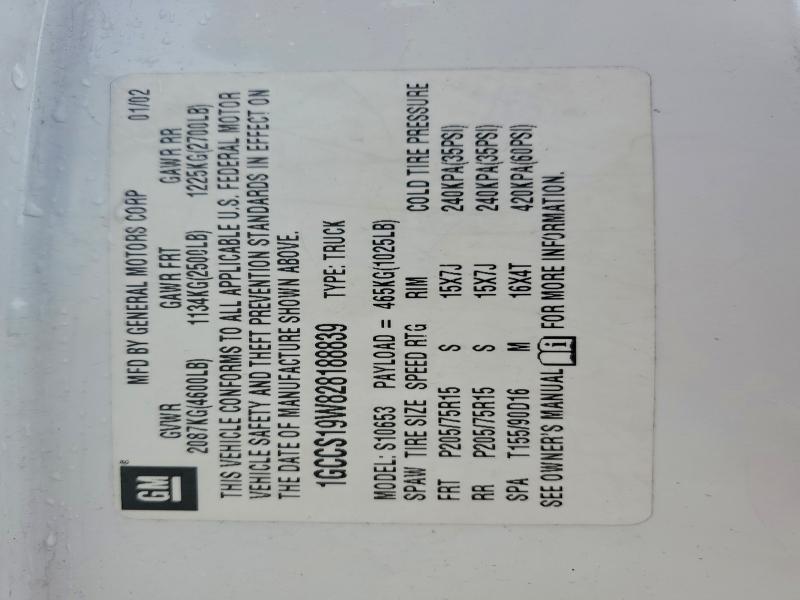 GM®
MFD BY GENERAL MOTORS CORP 01/02
GVWR GAWR FRT GAWR RR
2087KG(4600LB) 1134KG(2500LB) 1225KG(2700LB)
THIS VEHICLE CONFORMS TO ALL APPLICABLE U.S. FEDERAL MOTOR
VEHICLE SAFETY AND THEFT PREVENTION STANDARDS IN EFFECT ON
THE DATE OF MANUFACTURE SHOWN ABOVE.
1GCCS19W828188839 TYPE: TRUCK
MODEL: S10653 PAYLOAD = 465KG(1025LB)
SPAW TIRE SIZE SPEED RTG RIM COLD TIRE PRESSURE
FRT P205/75R15 S 15X7J 240KPA(35PSI)
RR P205/75R15 S 15X7J 240KPA(35PSI)
SPA T155/90D16 M 16X4T 420KPA(60PSI)
SEE OWNER'S MANUAL i FOR MORE INFORMATION.